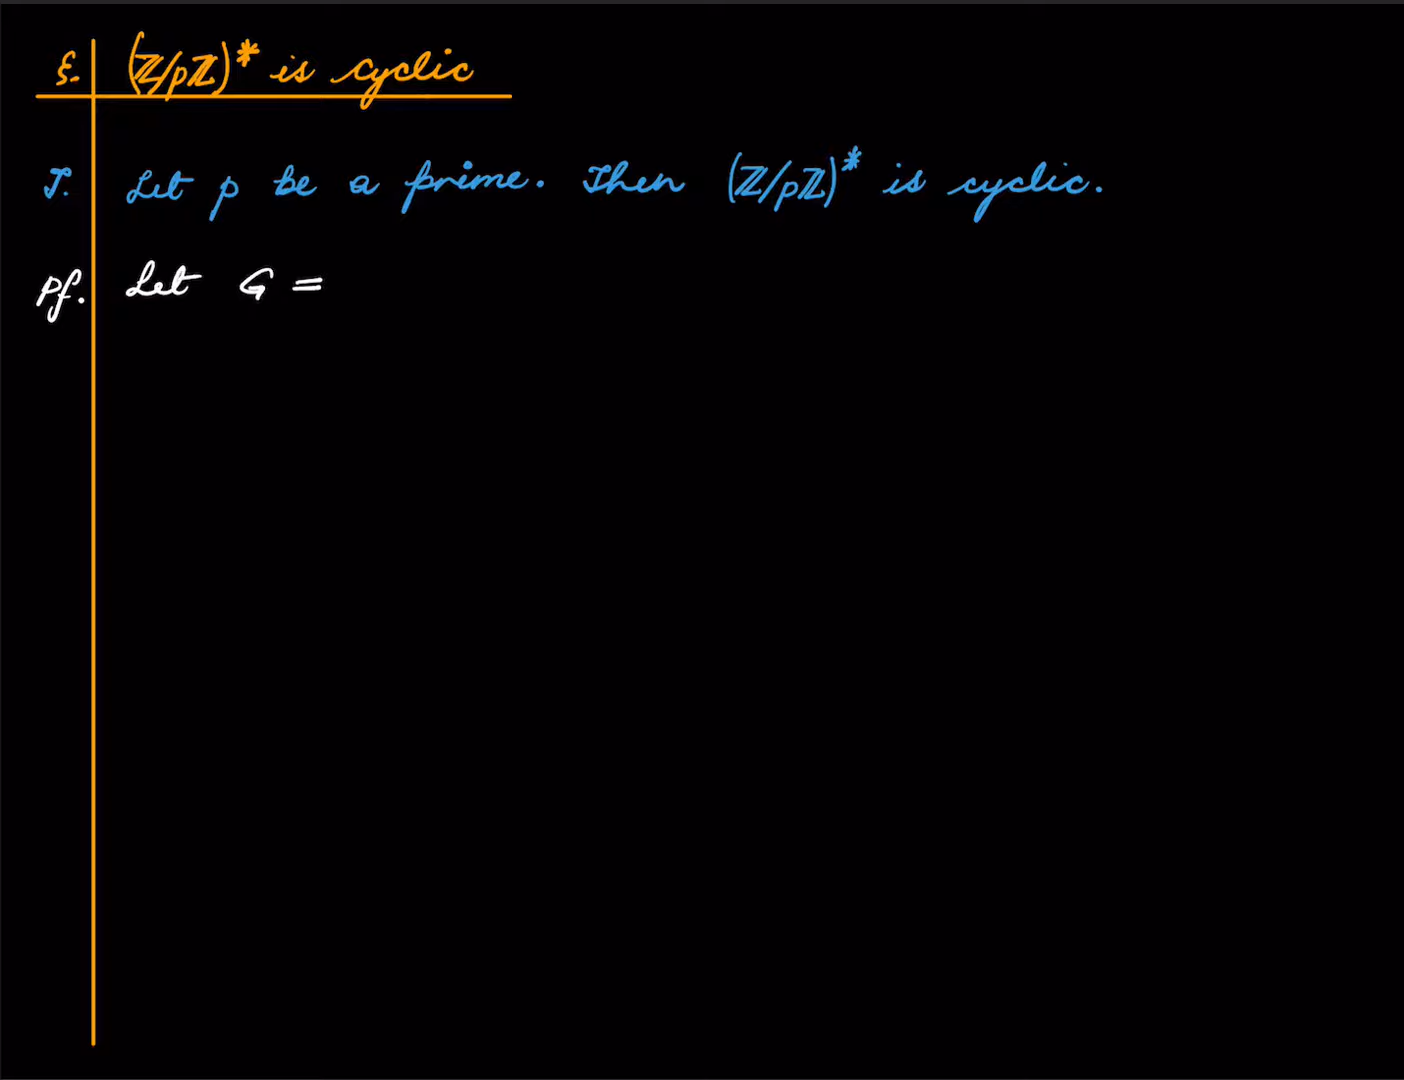 §. (ℤ/pℤ)* is cyclic
T. Let p be a prime. Then (ℤ/pℤ)* is cyclic.
Pf. Let G =